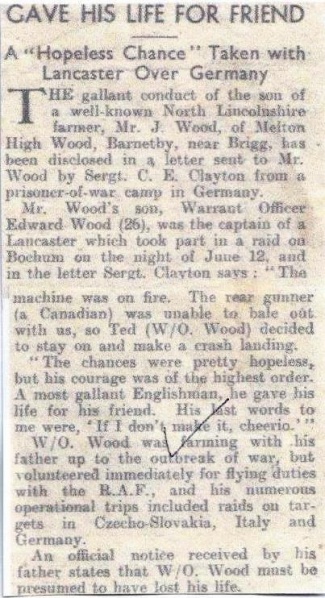 GAVE HIS LIFE FOR FRIEND
A "Hopeless Chance" Taken with
Lancaster Over Germany
THE gallant conduct of the son of
a well-known North Lincolnshire
farmer, Mr. J. Wood, of Melton
High Wood, Barnetby, near Brigg, has
been disclosed in a letter sent to Mr.
Wood by Sergt. C. E. Clayton from a
prisoner-of-war camp in Germany.
Mr. Wood's son, Warrant Officer
Edward Wood (26), was the captain of a
Lancaster which took part in a raid on
Bochum on the night of June 12, and
in the letter Sergt. Clayton says: "The
machine was on fire. The rear gunner
(a Canadian) was unable to bale out
with us, so Ted (W/O. Wood) decided
to stay on and make a crash landing.
"The chances were pretty hopeless,
but his courage was of the highest order.
A most gallant Englishman, he gave his
life for his friend. His last words to
me were, 'If I don't make it, cheerio.'"
W/O. Wood was farming with his
father up to the outbreak of war, but
volunteered immediately for flying duties
with the R.A.F., and his numerous
operational trips included raids on tar-
gets in Czecho-Slovakia, Italy and
Germany.
An official notice received by his
father states that W/O. Wood must be
presumed to have lost his life.